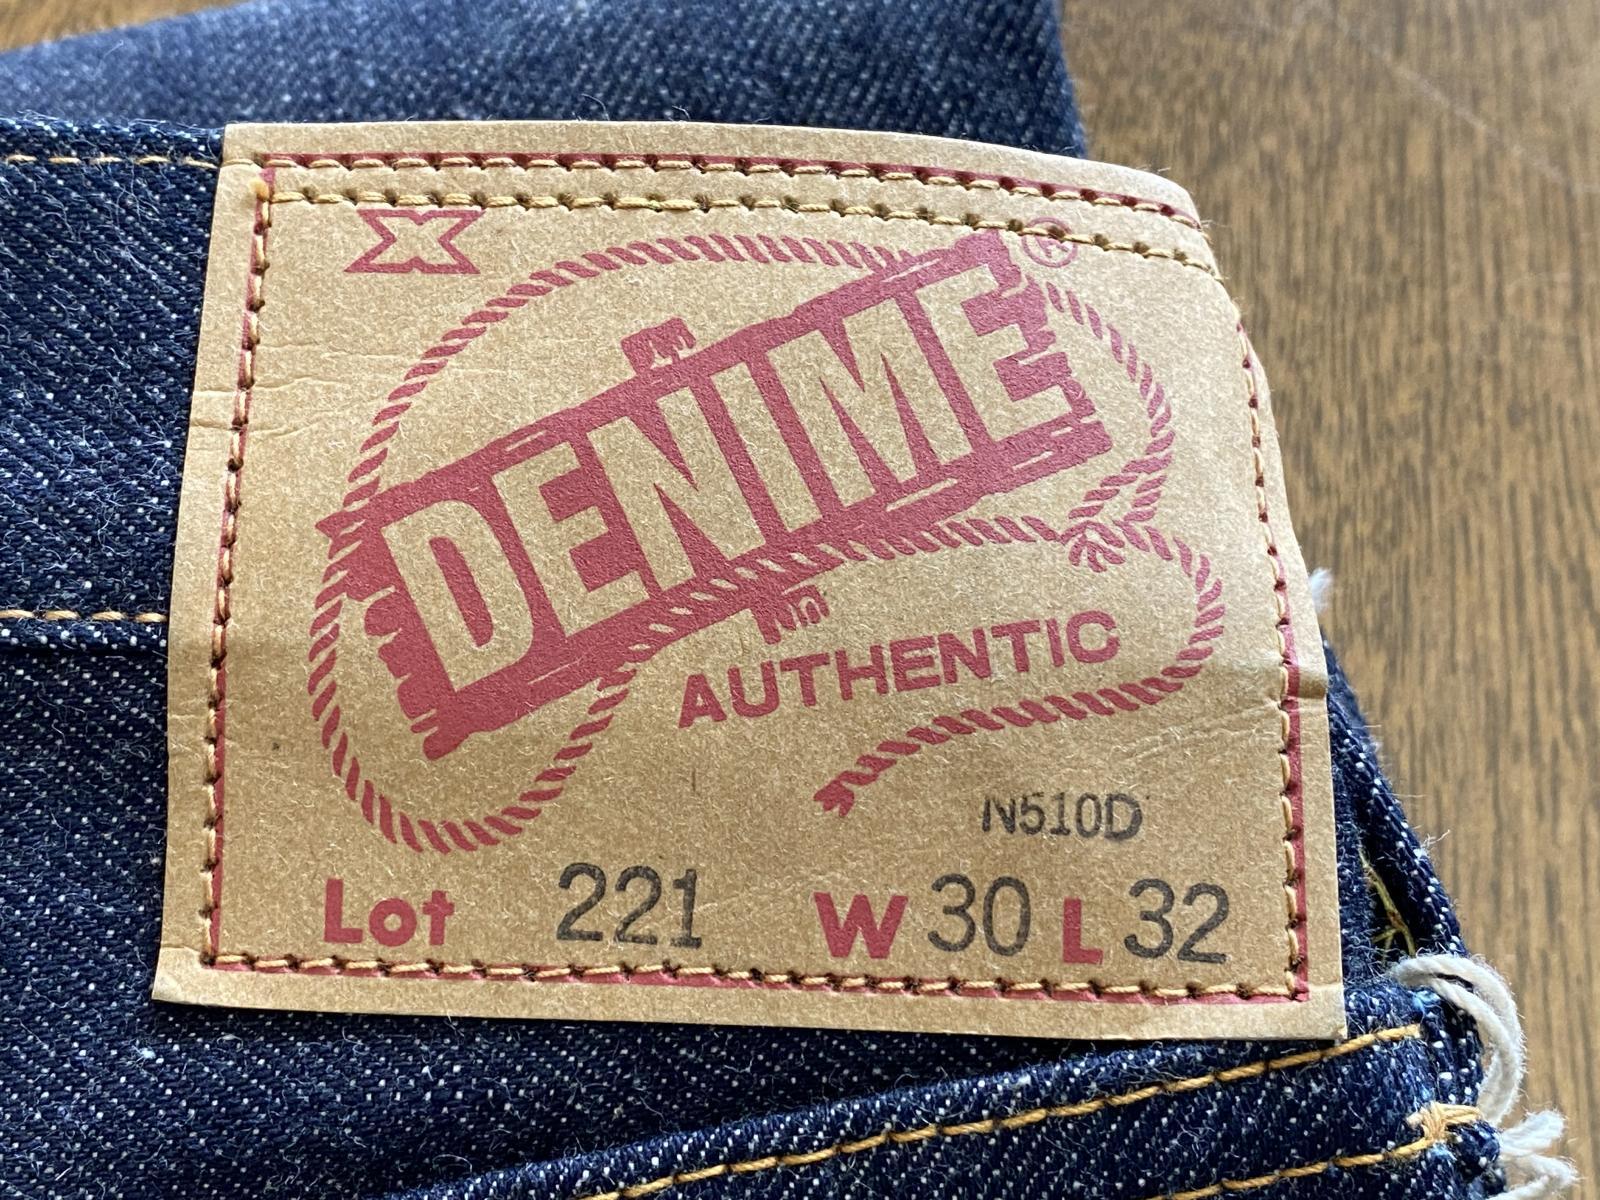 X
DENIME ®
AUTHENTIC
N510D
Lot 221 W 30 L 32